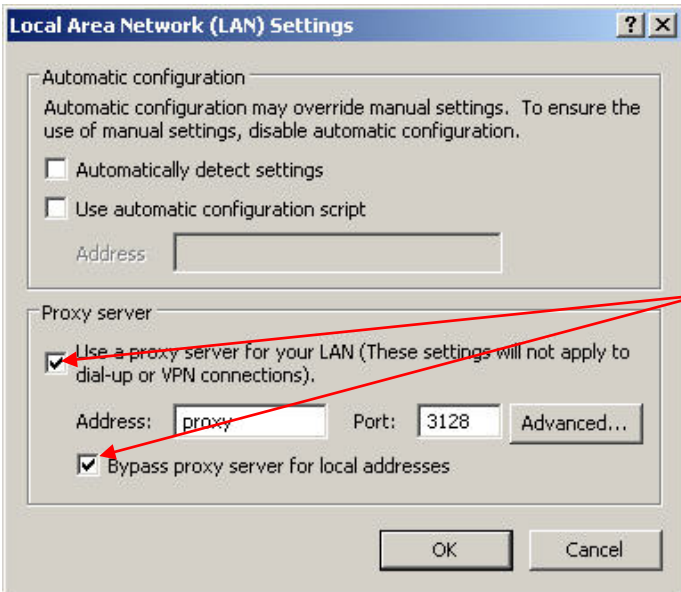 Local Area Network (LAN) Settings
Automatic configuration
Automatic configuration may override manual settings. To ensure the
use of manual settings, disable automatic configuration.
Automatically detect settings
Use automatic configuration script
Address
Proxy server
Use a proxy server for your LAN (These settings will not apply to
dial-up or VPN connections).
Address: proxy Port: 3128 Advanced...
Bypass proxy server for local addresses
OK Cancel